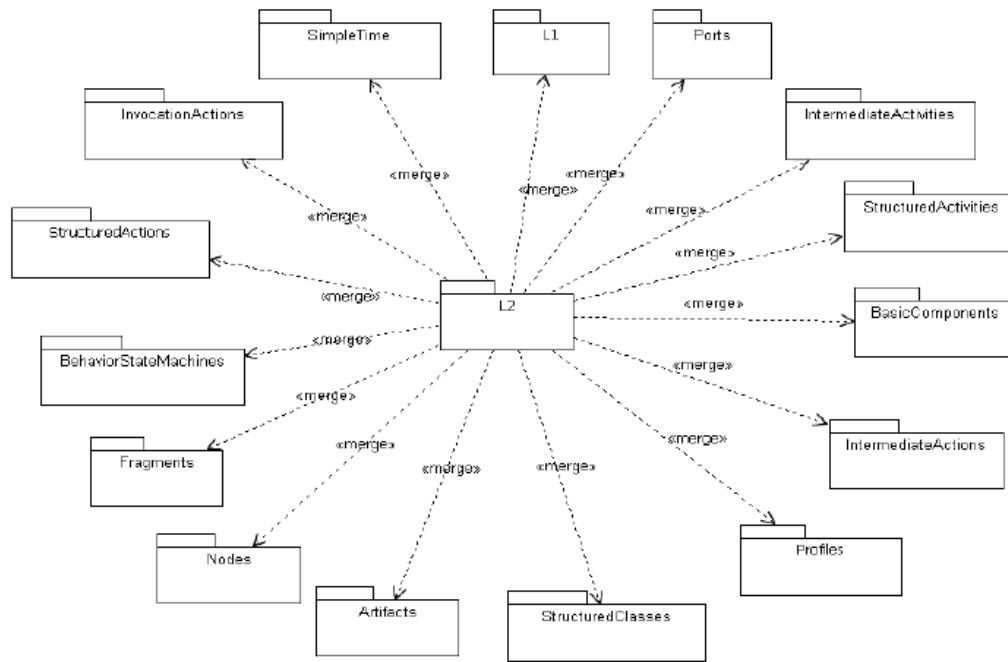 SimpleTime
L1
Ports
InvocationActions
IntermediateActivities
«merge»
«merge»
«merge»
StructuredActions
«merge»
«merge»
StructuredActivities
«merge»
«merge»
L2
«merge»
BasicComponents
BehaviorStateMachines
«merge»
«merge»
«merge»
Fragments
«merge»
«merge»
IntermediateActions
«merge»
«merge»
Nodes
Profiles
Artifacts
StructuredClasses